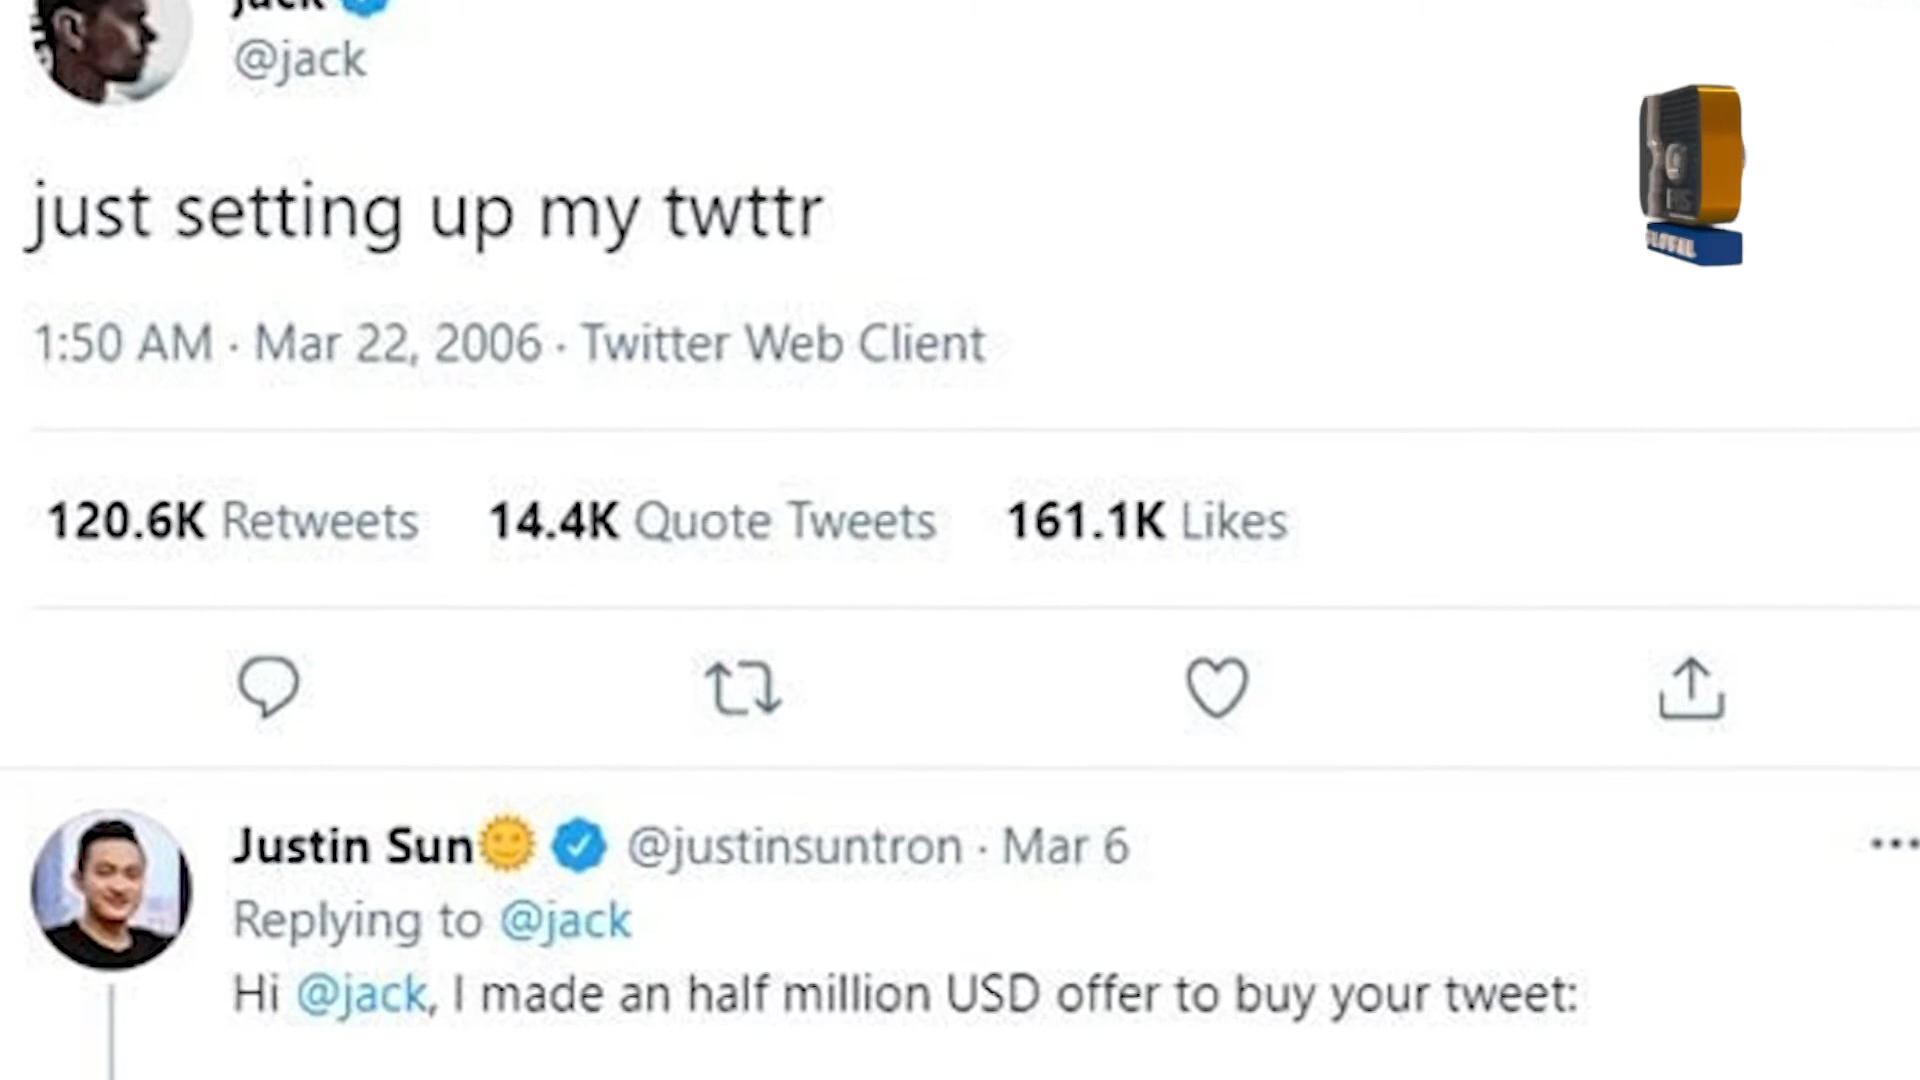 jack
@jack
just setting up my twttr
1:50 AM · Mar 22, 2006 · Twitter Web Client
120.6K Retweets 14.4K Quote Tweets 161.1K Likes
Justin Sun🌞 @justinsuntron · Mar 6
Replying to @jack
Hi @jack, I made an half million USD offer to buy your tweet: